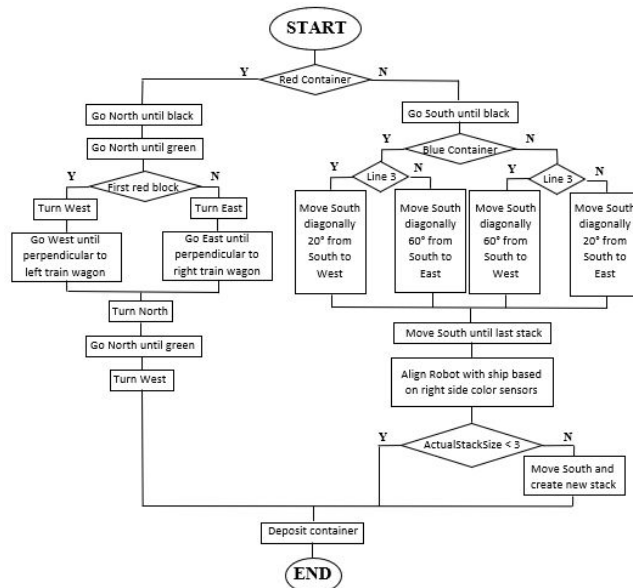 START
Y
N
Red Container
Go North until black
Go South until black
Go North until green
Y
N
Blue Container
Y
First red block
N
Y
Line 3
N
Y
Line 3
N
Turn West
Turn East
Go West until
perpendicular to
left train wagon
Go East until
perpendicular to
right train wagon
Move South
diagonally
20° from
South to
West
Move South
diagonally
60° from
South to
East
Move South
diagonally
60° from
South to
West
Move South
diagonally
20° from
South to
East
Turn North
Go North until green
Turn West
Move South until last stack
Align Robot with ship based
on right side color sensors
Y
ActualStackSize < 3
N
Move South and
create new stack
Deposit container
END